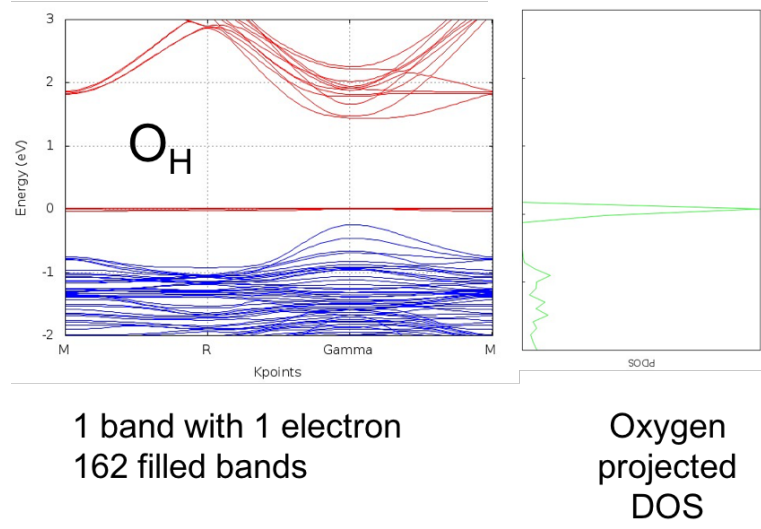 3
2
1
0
-1
-2
Energy (eV)
O_H
M R Gamma M
Kpoints
PDOS
1 band with 1 electron
162 filled bands
Oxygen
projected
DOS